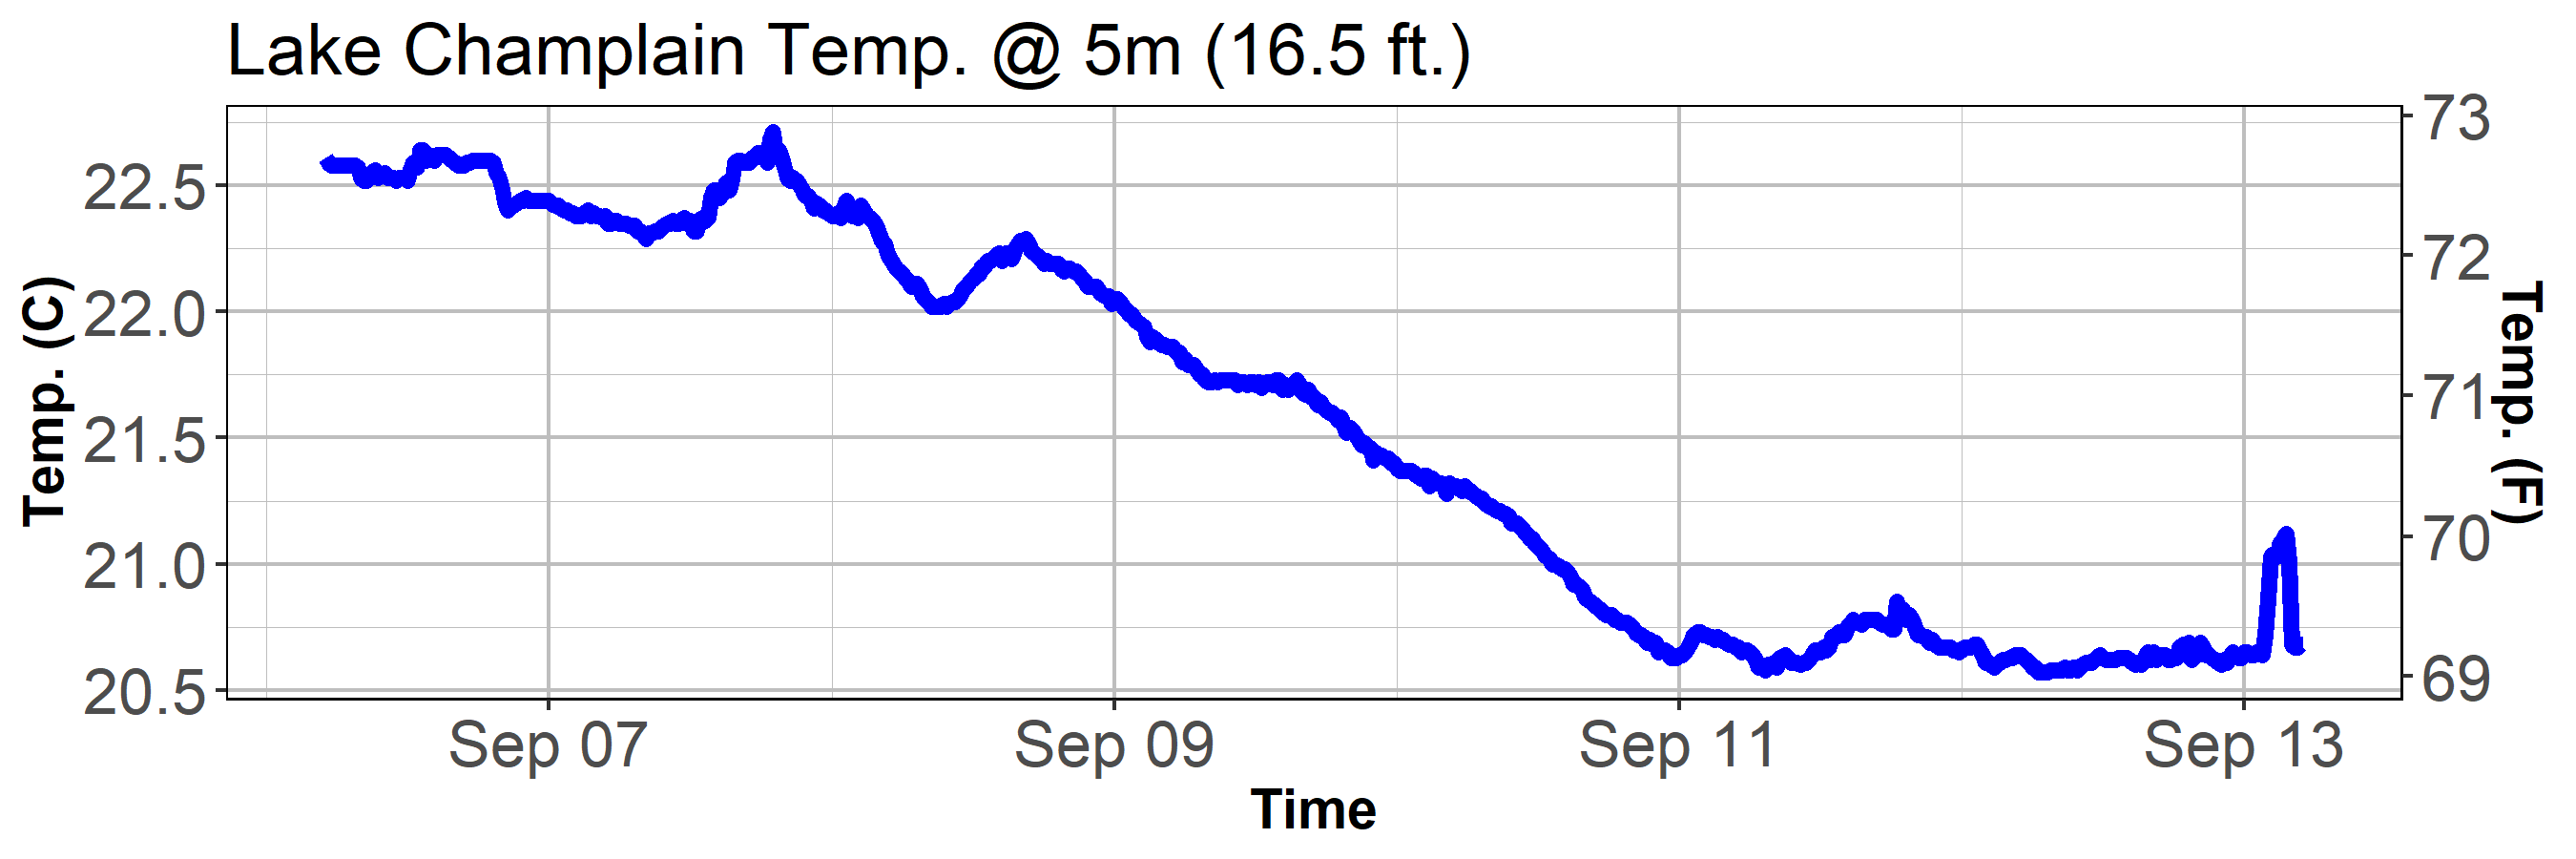 Lake Champlain Temp. @ 5m (16.5 ft.)
Temp. (C)
22.5
22.0
21.5
21.0
20.5
73
72
71
70
69
Temp. (F)
Sep 07
Sep 09
Sep 11
Sep 13
Time